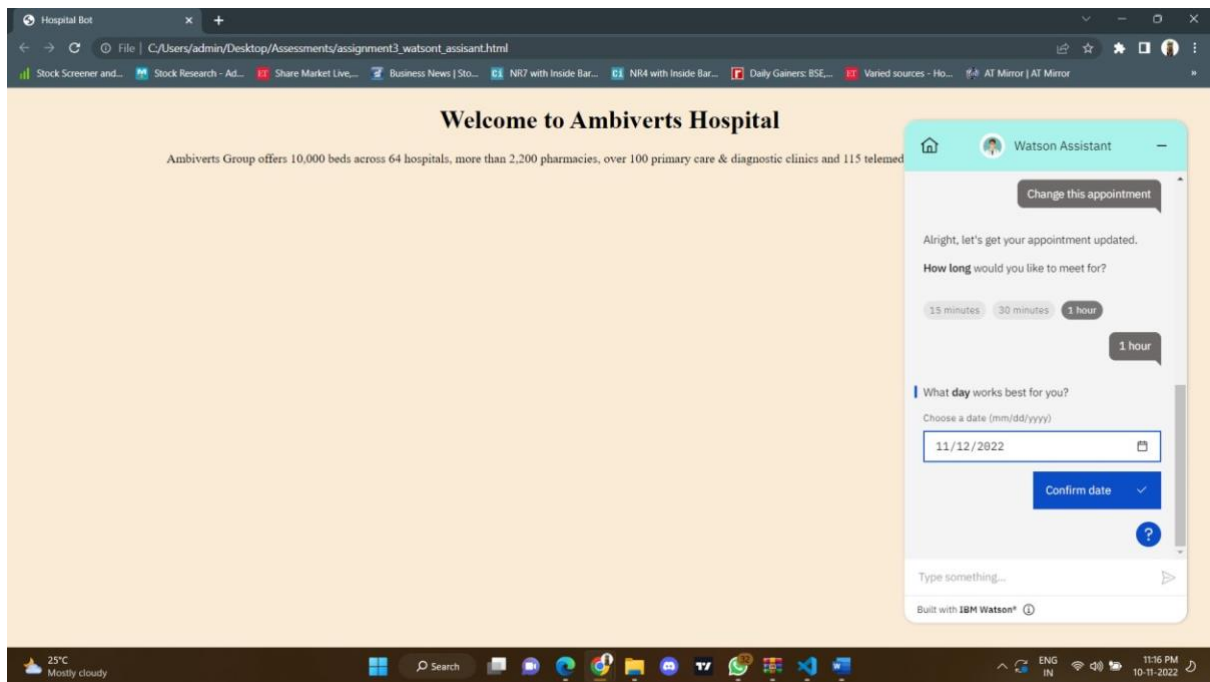 Hospital Bot
File | C:/Users/admin/Desktop/Assessments/assignment3_watsont_assisant.html
Stock Screener and... Stock Research - Ad... Share Market Live,... Business News | Sto... NR7 with Inside Bar... NR4 with Inside Bar... Daily Gainers: BSE,... Varied sources - Ho... AT Mirror | AT Mirror
Welcome to Ambiverts Hospital
Ambiverts Group offers 10,000 beds across 64 hospitals, more than 2,200 pharmacies, over 100 primary care & diagnostic clinics and 115 telemed
Watson Assistant
Change this appointment
Alright, let's get your appointment updated.
How long would you like to meet for?
15 minutes 30 minutes 1 hour
1 hour
What day works best for you?
Choose a date (mm/dd/yyyy)
11/12/2022
Confirm date
?
Type something...
Built with IBM Watson®
25°C
Mostly cloudy
Search
ENG
IN
11:16 PM
10-11-2022